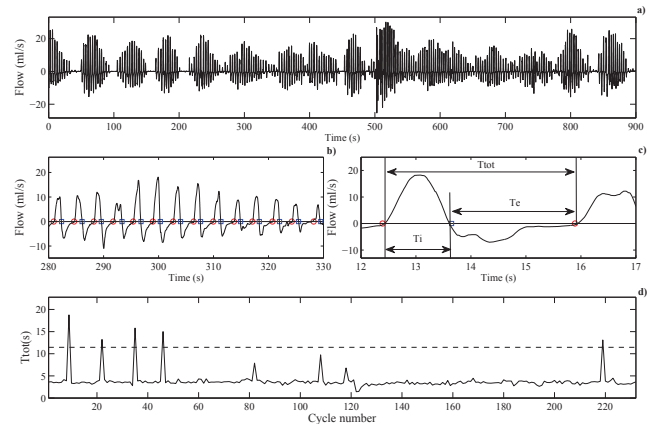 a)
Flow (ml/s)
20
0
−20
0 100 200 300 400 500 600 700 800 900
Time (s)
b)
Flow (ml/s)
20
10
0
−10
280 290 300 310 320 330
Time (s)
c)
Flow (ml/s)
20
10
0
−10
Ttot
Te
Ti
12 13 14 15 16 17
Time (s)
d)
Ttot(s)
20
15
10
5
0
20 40 60 80 100 120 140 160 180 200 220
Cycle number